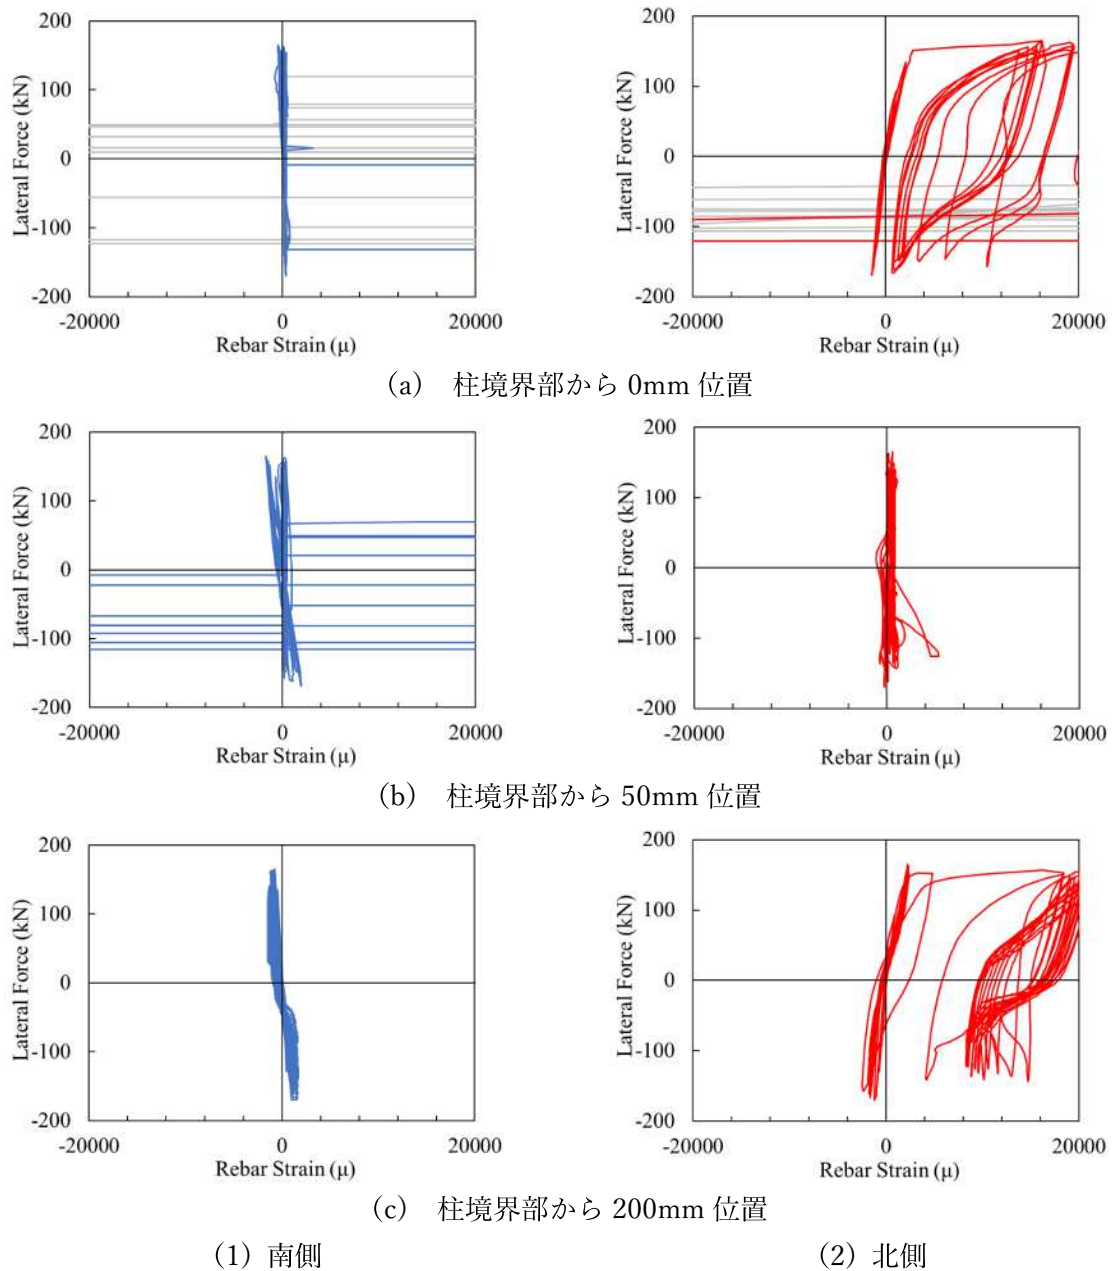 200
100
0
-100
-200
-20000 0 20000
Lateral Force (kN)
Rebar Strain (μ)
200
100
0
-100
-200
-20000 0 20000
Lateral Force (kN)
Rebar Strain (μ)
(a) 柱境界部から 0mm 位置
200
100
0
-100
-200
-20000 0 20000
Lateral Force (kN)
Rebar Strain (μ)
200
100
0
-100
-200
-20000 0 20000
Lateral Force (kN)
Rebar Strain (μ)
(b) 柱境界部から 50mm 位置
200
100
0
-100
-200
-20000 0 20000
Lateral Force (kN)
Rebar Strain (μ)
200
100
0
-100
-200
-20000 0 20000
Lateral Force (kN)
Rebar Strain (μ)
(c) 柱境界部から 200mm 位置
(1) 南側
(2) 北側